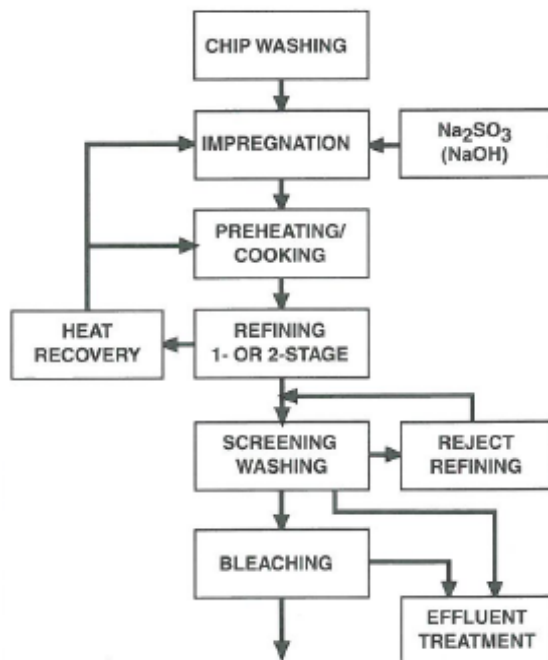 CHIP WASHING
IMPREGNATION
Na₂SO₃
(NaOH)
PREHEATING/
COOKING
HEAT
RECOVERY
REFINING
1- OR 2-STAGE
SCREENING
WASHING
REJECT
REFINING
BLEACHING
EFFLUENT
TREATMENT